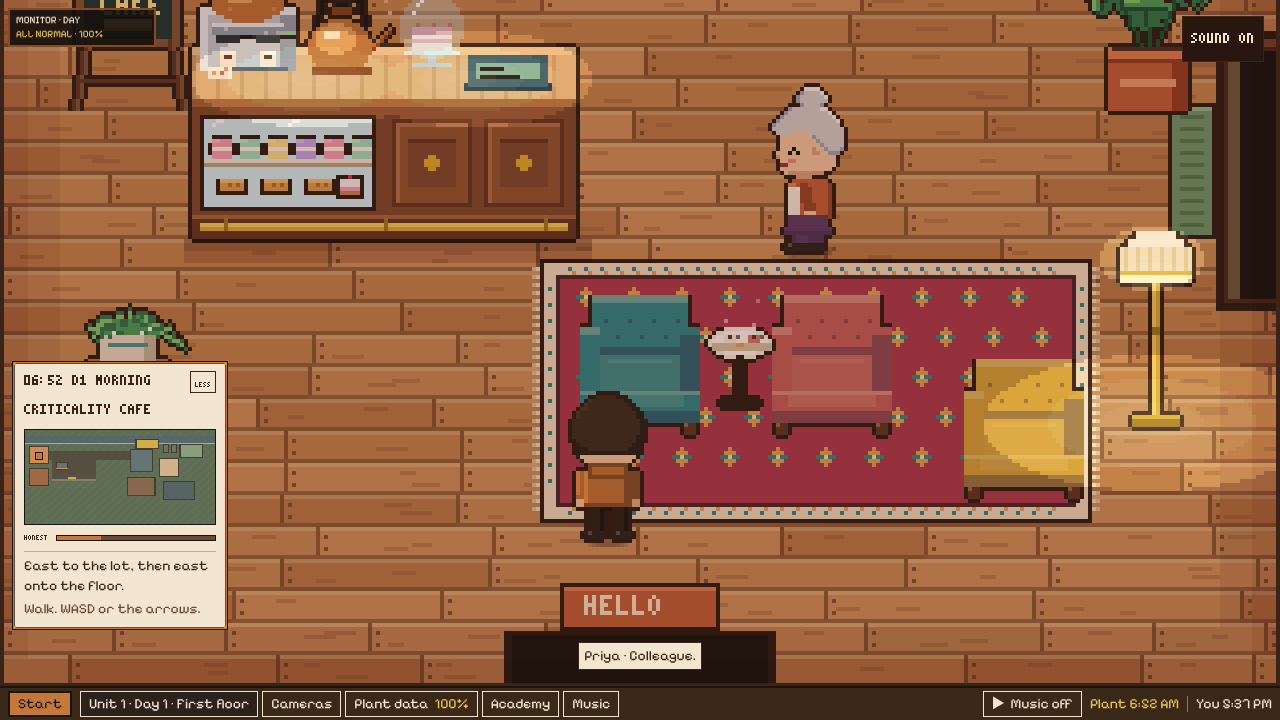 MONITOR · DAY
ALL NORMAL · 100%
SOUND ON
06:52 D1 MORNING
LESS
CRITICALITY CAFE
HONEST
East to the lot, then east
onto the floor.
Walk. WASD or the arrows.
HELLO
Priya · Colleague.
Start
Unit 1 · Day 1 · First floor
Cameras
Plant data 100%
Academy
Music
▶ Music off
Plant 6:52 AM
You 8:37 PM